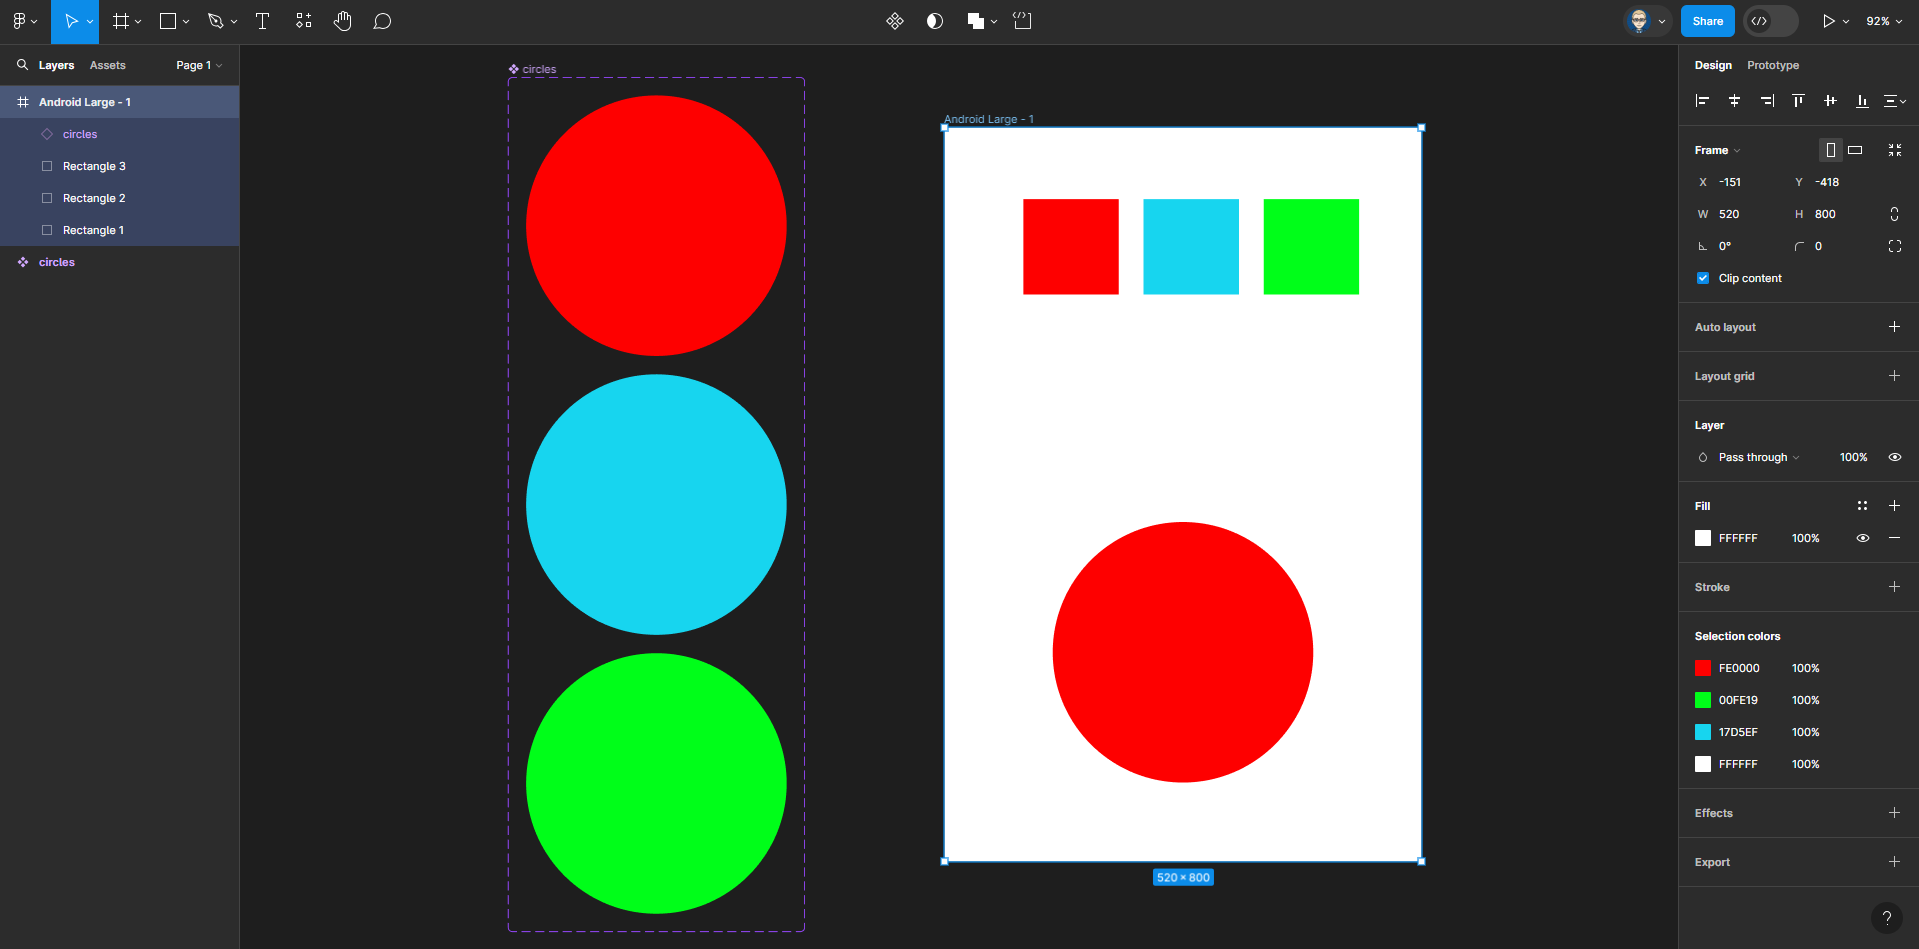 Share
92%
Layers
Assets
Page 1
Android Large - 1
circles
Rectangle 3
Rectangle 2
Rectangle 1
circles
circles
Android Large - 1
520 × 800
Design
Prototype
Frame
X -151 Y -418
W 520 H 800
0° 0
Clip content
Auto layout
Layout grid
Layer
Pass through 100%
Fill
FFFFFF 100%
Stroke
Selection colors
FE0000 100%
00FE19 100%
17D5EF 100%
FFFFFF 100%
Effects
Export
?